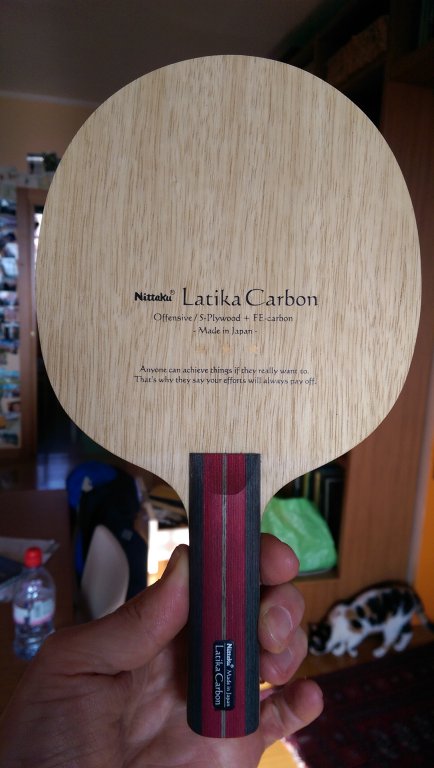 Nittaku® Latika Carbon
Offensive / 5-Plywood + FE-carbon
- Made in Japan -
Anyone can achieve things if they really want to.
That's why they say your efforts will always pay off.
Nittaku® Made in Japan
Latika Carbon